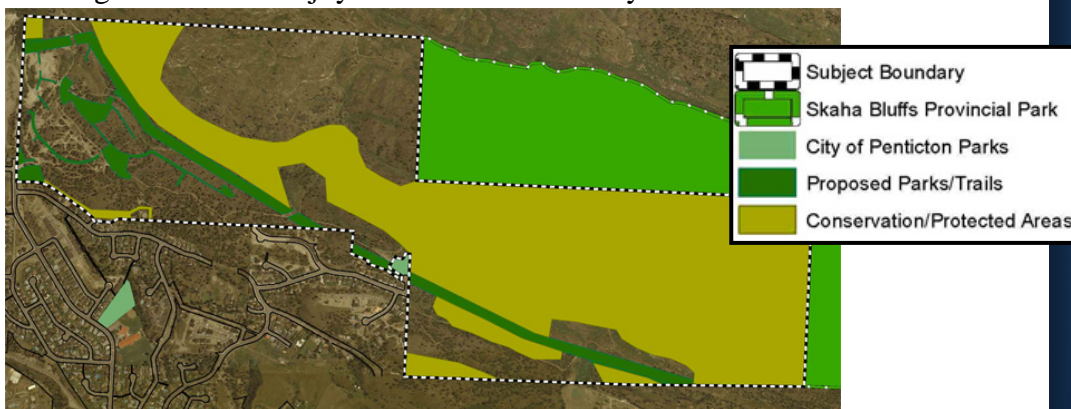 Subject Boundary
Skaha Bluffs Provincial Park
City of Penticton Parks
Proposed Parks/Trails
Conservation/Protected Areas